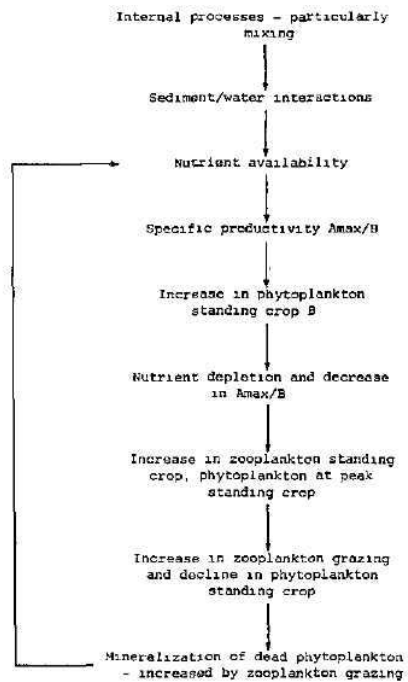 Internal processes - particularly
mixing
Sediment/water interactions
Nutrient availability
Specific productivity Amax/B
Increase in phytoplankton
standing crop B
Nutrient depletion and decrease
in Amax/B
Increase in zooplankton standing
crop, phytoplankton at peak
standing crop
Increase in zooplankton grazing
and decline in phytoplankton
standing crop
Mineralization of dead phytoplankton
- increased by zooplankton grazing